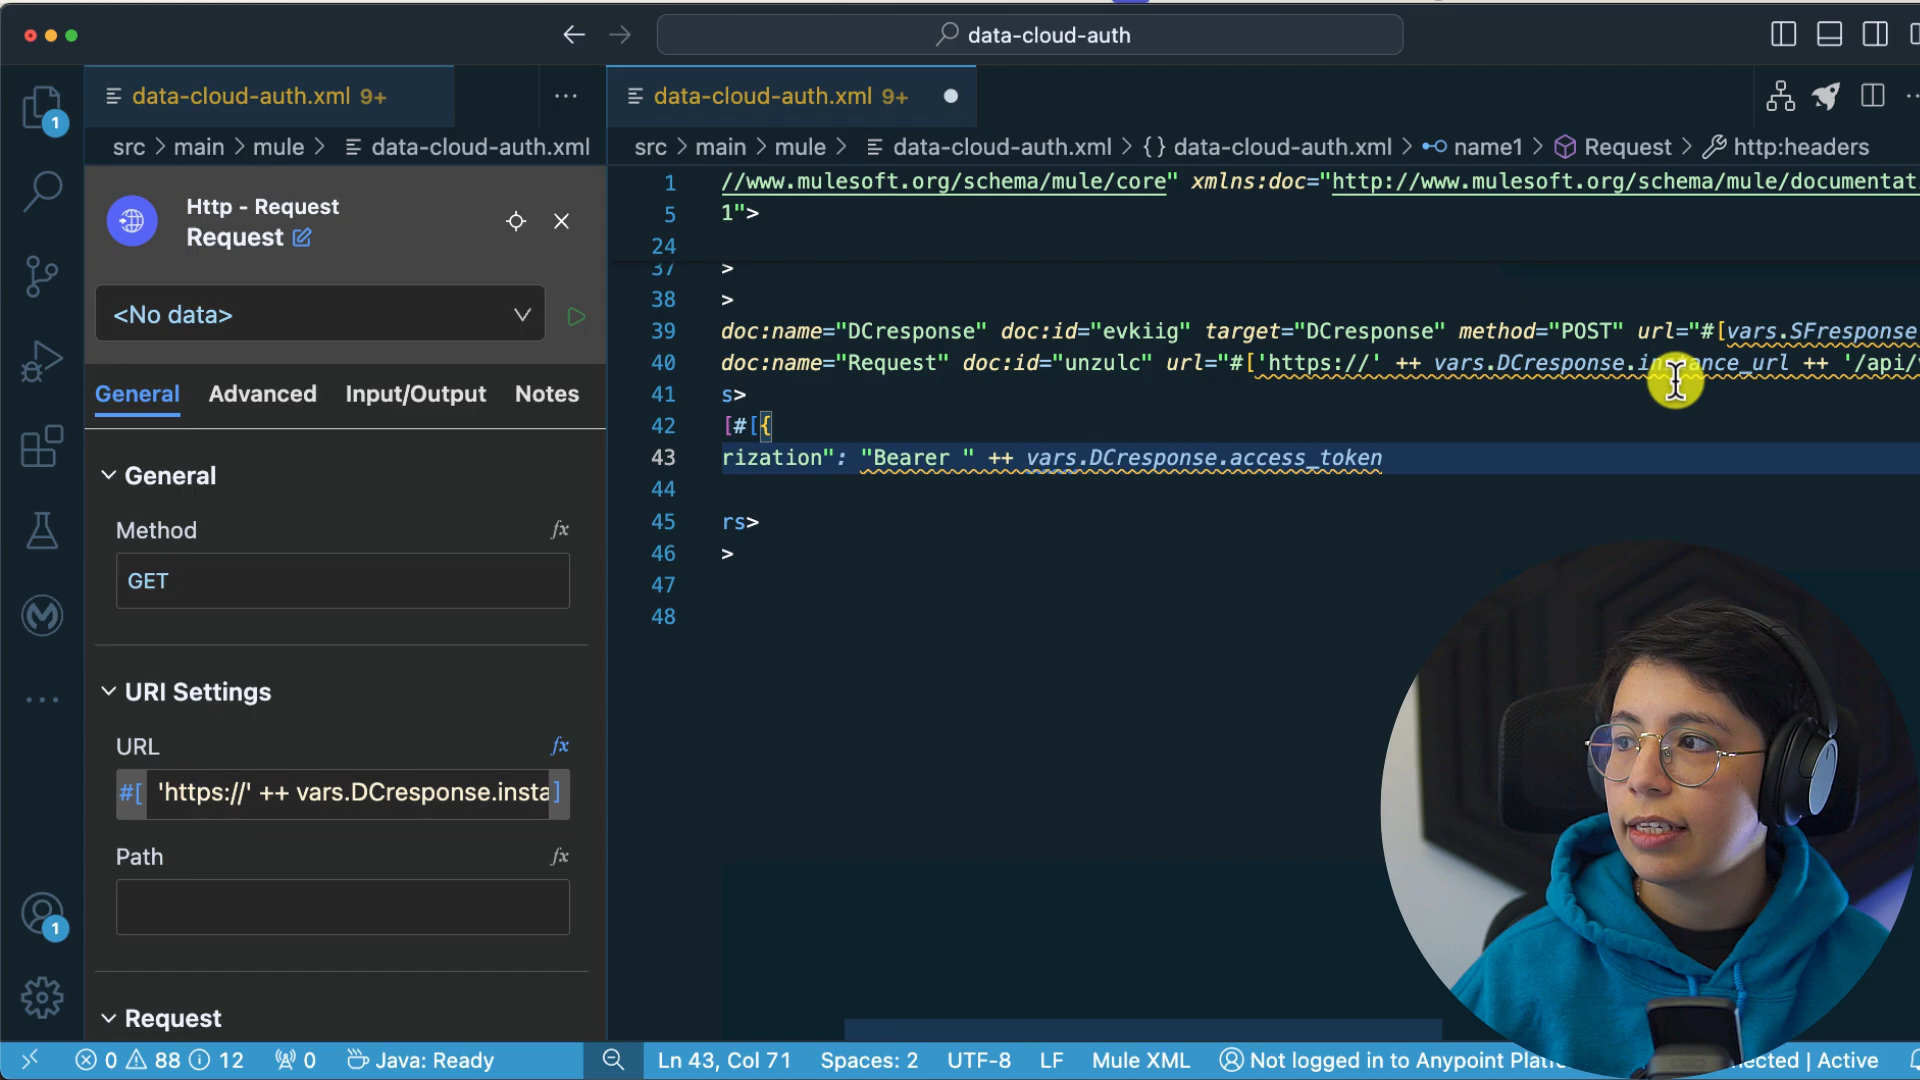 data-cloud-auth
data-cloud-auth.xml 9+
data-cloud-auth.xml 9+
1
src > main > mule > data-cloud-auth.xml
src > main > mule > data-cloud-auth.xml > {} data-cloud-auth.xml > name1 > Request > http:headers
Http - Request
Request
<No data>
General Advanced Input/Output Notes
General
Method fx
GET
URI Settings
URL fx
#[ 'https://' ++ vars.DCresponse.insta ]
Path fx
Request
1 //www.mulesoft.org/schema/mule/core" xmlns:doc="http://www.mulesoft.org/schema/mule/documentat
5 1">
24
37 >
38 >
39 doc:name="DCresponse" doc:id="evkiig" target="DCresponse" method="POST" url="#[vars.SFresponse
40 doc:name="Request" doc:id="unzulc" url="#['https://' ++ vars.DCresponse.instance_url ++ '/api/
41 s>
42 [#[{
43 rization": "Bearer " ++ vars.DCresponse.access_token
44
45 rs>
46 >
47
48
1
0 88 12 0 Java: Ready Ln 43, Col 71 Spaces: 2 UTF-8 LF Mule XML Not logged in to Anypoint | Active